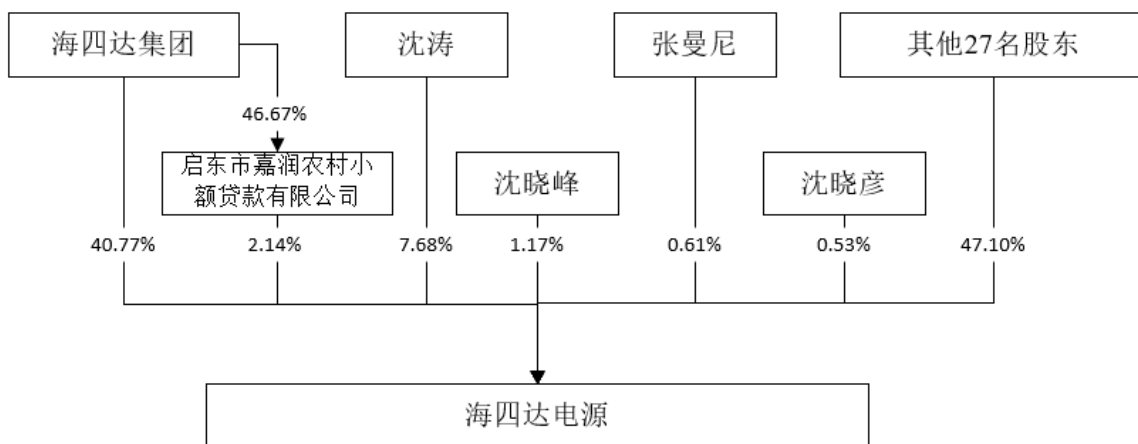 海四达集团
沈涛
张曼尼
其他27名股东
46.67%
启东市嘉润农村小
额贷款有限公司
沈晓峰
沈晓彦
40.77%
2.14%
7.68%
1.17%
0.61%
0.53%
47.10%
海四达电源